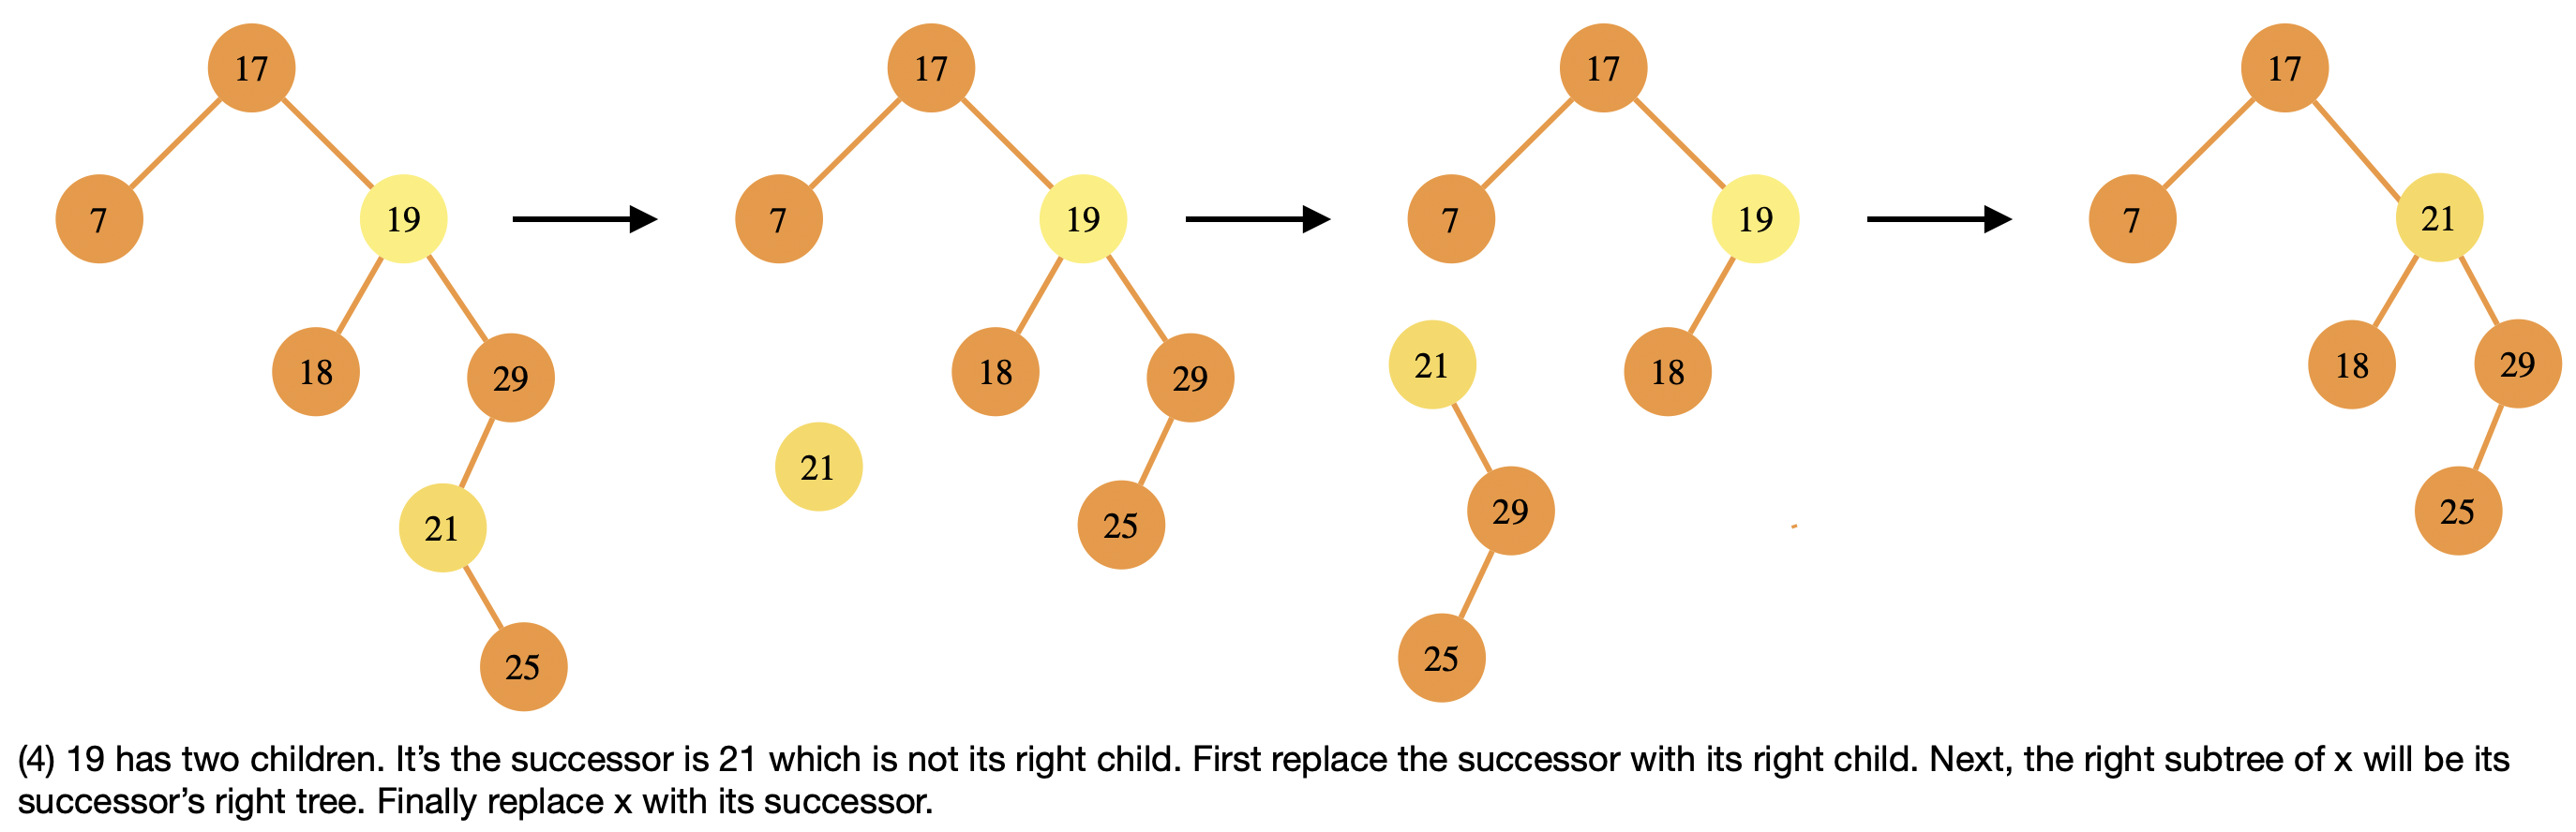 17 17 17 17
7 19 7 19 7 19 7 21
18 29 18 29 21 18 18 29
21 21 25 29 25
25 25
(4) 19 has two children. It’s the successor is 21 which is not its right child. First replace the successor with its right child. Next, the right subtree of x will be its
successor’s right tree. Finally replace x with its successor.